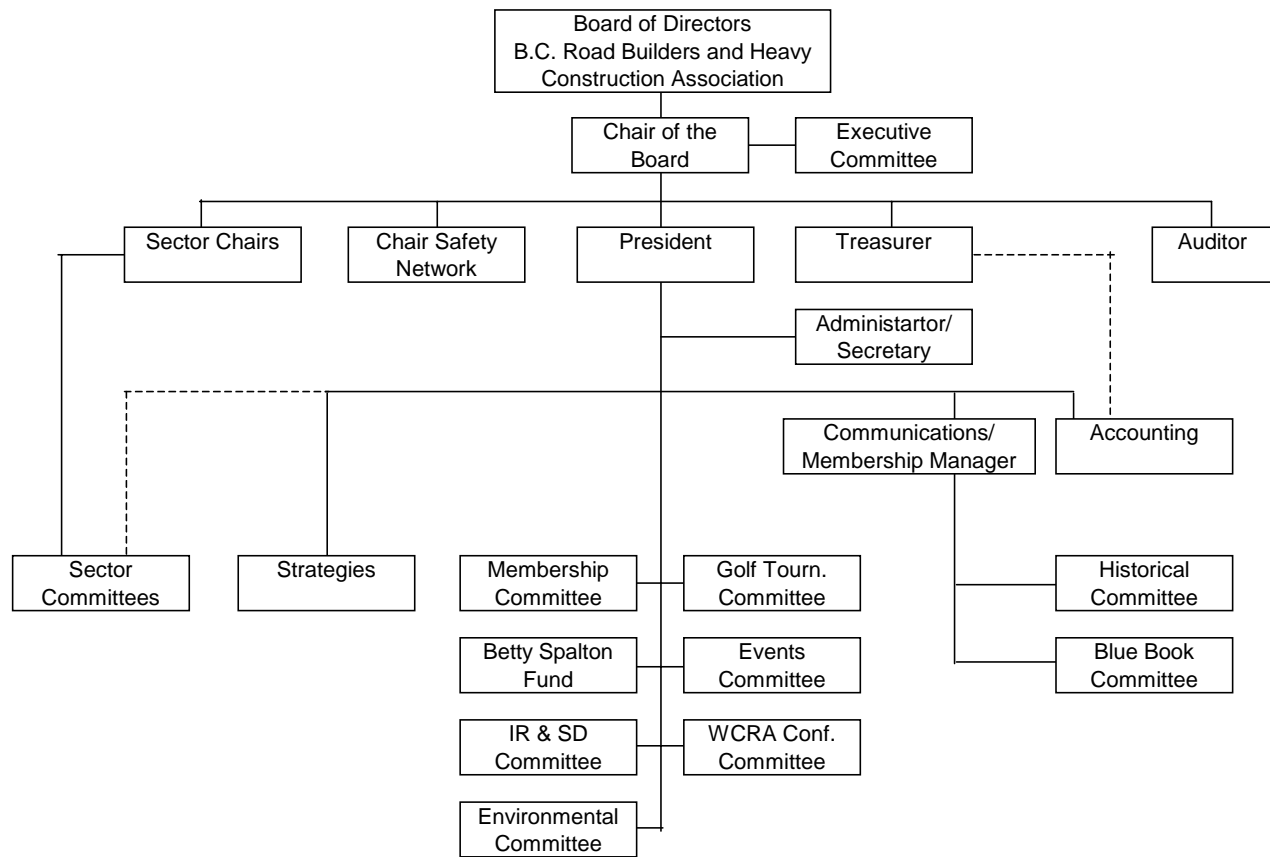 Board of Directors
B.C. Road Builders and Heavy
Construction Association
Chair of the
Board
Executive
Committee
Sector Chairs
Chair Safety
Network
President
Treasurer
Auditor
Administartor/
Secretary
Communications/
Membership Manager
Accounting
Sector
Committees
Strategies
Membership
Committee
Golf Tourn.
Committee
Historical
Committee
Betty Spalton
Fund
Events
Committee
Blue Book
Committee
IR & SD
Committee
WCRA Conf.
Committee
Environmental
Committee